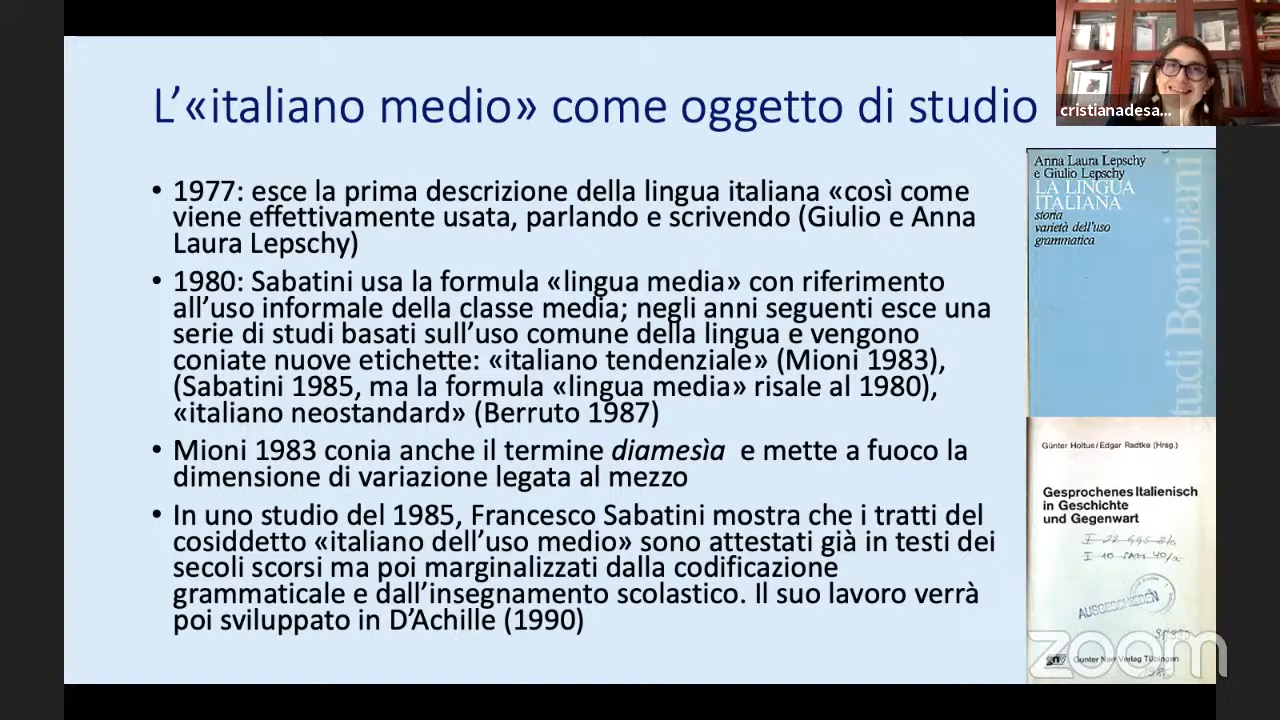 L’«italiano medio» come oggetto di studio
cristianadesa...
• 1977: esce la prima descrizione della lingua italiana «così come
viene effettivamente usata, parlando e scrivendo (Giulio e Anna
Laura Lepschy)
• 1980: Sabatini usa la formula «lingua media» con riferimento
all’uso informale della classe media; negli anni seguenti esce una
serie di studi basati sull’uso comune della lingua e vengono
coniate nuove etichette: «italiano tendenziale» (Mioni 1983),
(Sabatini 1985, ma la formula «lingua media» risale al 1980),
«italiano neostandard» (Berruto 1987)
• Mioni 1983 conia anche il termine diamesìa e mette a fuoco la
dimensione di variazione legata al mezzo
• In uno studio del 1985, Francesco Sabatini mostra che i tratti del
cosiddetto «italiano dell’uso medio» sono attestati già in testi dei
secoli scorsi ma poi marginalizzati dalla codificazione
grammaticale e dall’insegnamento scolastico. Il suo lavoro verrà
poi sviluppato in D’Achille (1990)
Anna Laura Lepschy
e Giulio Lepschy
LA LINGUA
ITALIANA
storia
varietà dell'uso
grammatica
tudi Bompiani
Günter Holtus/Edgar Radtke (Hrsg.)
Gesprochenes Italienisch
in Geschichte
und Gegenwart
AUSGESCHIEDEN
Gunter Narr Verlag Tübingen
zoom